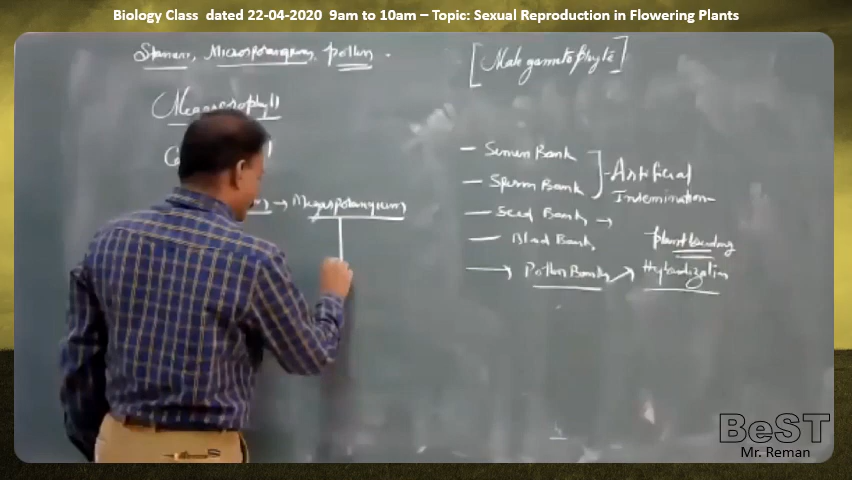 Biology Class dated 22-04-2020 9am to 10am – Topic: Sexual Reproduction in Flowering Plants
Stamen, Microsporangium, pollen
[Male gametophyte]
Megasporophyll
→ Megasporangium
– Semen Bank
– Sperm Bank
Artificial
Insemination
– Seed Bank →
– Blood Bank,
→ Pollen Bank →
plant breeding
Hybridization
BeST
Mr. Reman